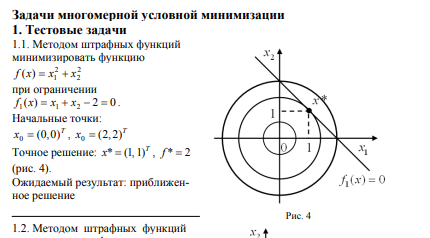 Задачи многомерной условной минимизации
1. Тестовые задачи
1.1. Методом штрафных функций
минимизировать функцию
f(x) = x₁² + x₂²
при ограничении
f₁(x) = x₁ + x₂ − 2 = 0.
Начальные точки:
x₀ = (0,0)ᵀ, x₀ = (2,2)ᵀ
Точное решение: x* = (1, 1)ᵀ, f* = 2
(рис. 4).
Ожидаемый результат: приближен-
ное решение
x₂
x*
1
0
1
x₁
f₁(x) = 0
Рис. 4
1.2. Методом штрафных функций
x₂